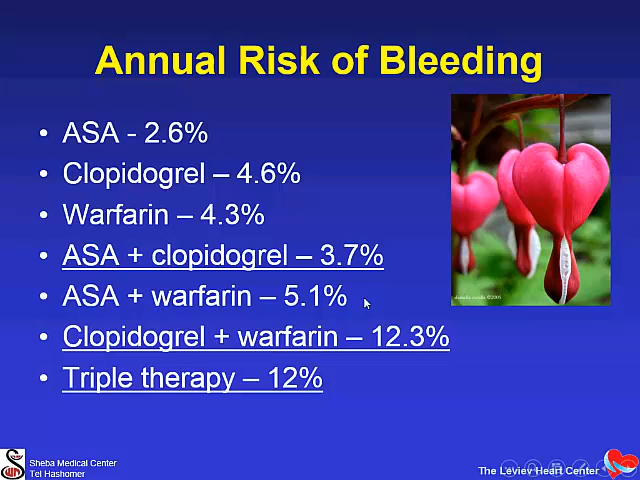 Annual Risk of Bleeding
• ASA - 2.6%
• Clopidogrel – 4.6%
• Warfarin – 4.3%
• ASA + clopidogrel – 3.7%
• ASA + warfarin – 5.1%
• Clopidogrel + warfarin – 12.3%
• Triple therapy – 12%
Sheba Medical Center
Tel Hashomer
The Leviev Heart Center